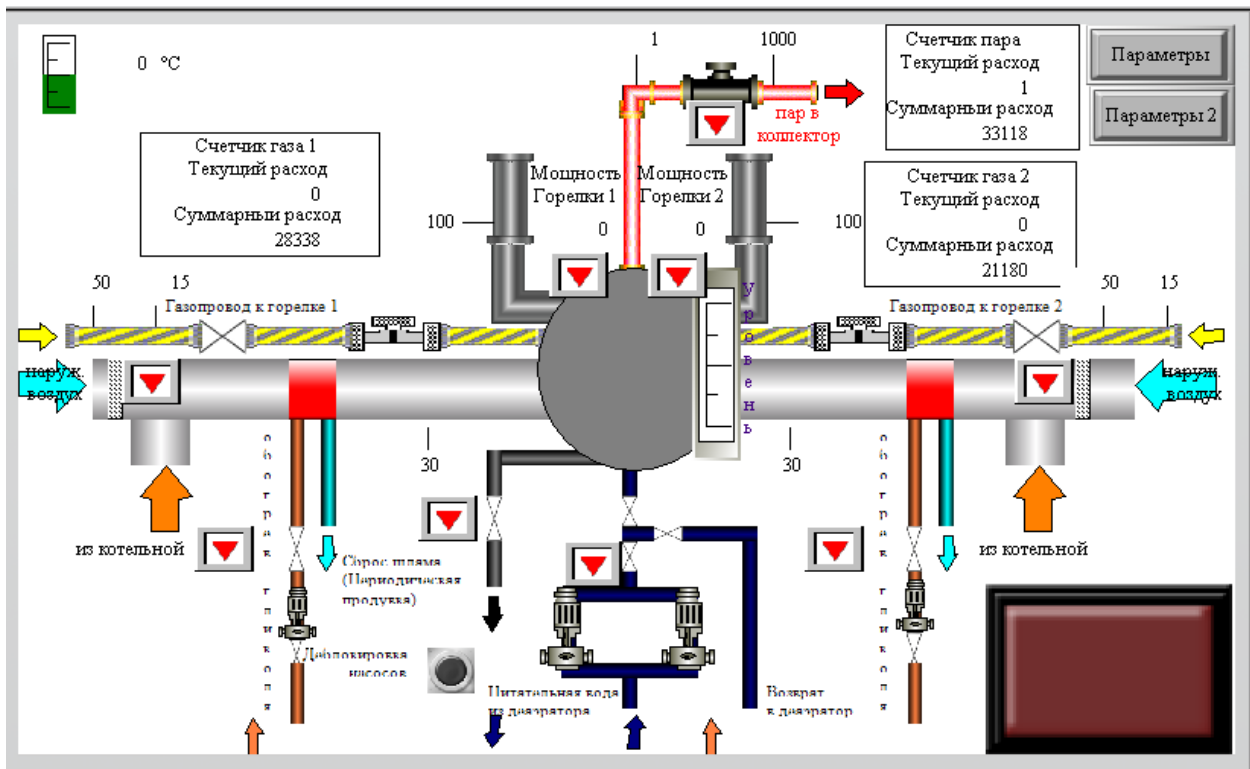 0 °C
1
1000
Счетчик пара
Текущий расход
1
Суммарныи расход
33118
Параметры
Параметры 2
пар в
коллектор
Счетчик газа 1
Текущий расход
0
Суммарныи расход
28338
Мощность
Горелки 1
0
Мощность
Горелки 2
0
100
100
Счетчик газа 2
Текущий расход
0
Суммарныи расход
21180
50
15
Газопровод к горелке 1
уровень
Газопровод к горелке 2
50
15
наруж.
воздух
наруж.
воздух
30
30
обогрев гликоля
обогрев гликоля
из котельной
из котельной
Сброс шлама
(Периодическая
продувка)
Деблокировка
насосов
Питательная вода
из деаэратора
Возврат
в деаэратор